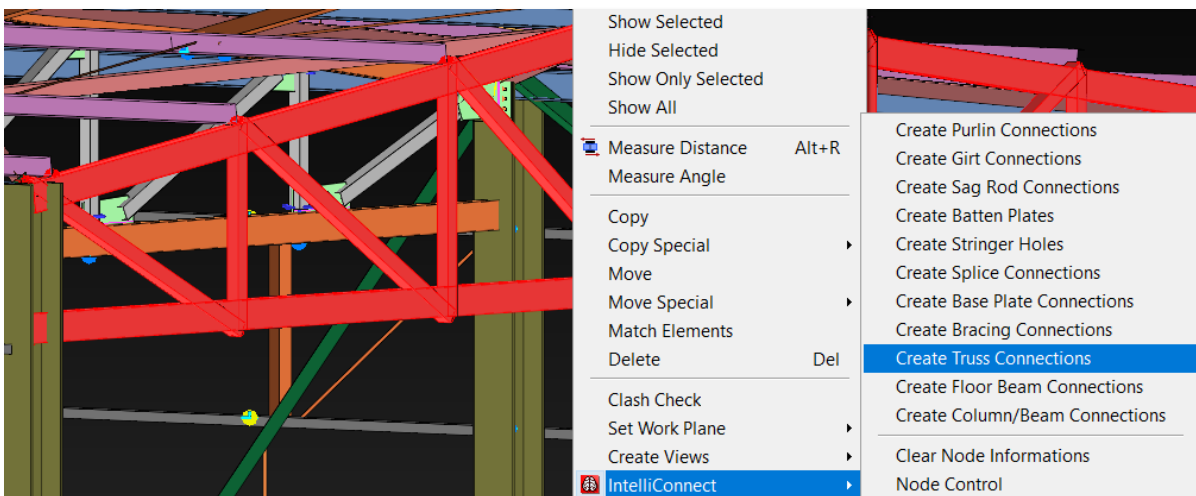 Show Selected
Hide Selected
Show Only Selected
Show All
Measure Distance Alt+R
Measure Angle
Copy
Copy Special
Move
Move Special
Match Elements
Delete Del
Clash Check
Set Work Plane
Create Views
IntelliConnect
Create Purlin Connections
Create Girt Connections
Create Sag Rod Connections
Create Batten Plates
Create Stringer Holes
Create Splice Connections
Create Base Plate Connections
Create Bracing Connections
Create Truss Connections
Create Floor Beam Connections
Create Column/Beam Connections
Clear Node Informations
Node Control